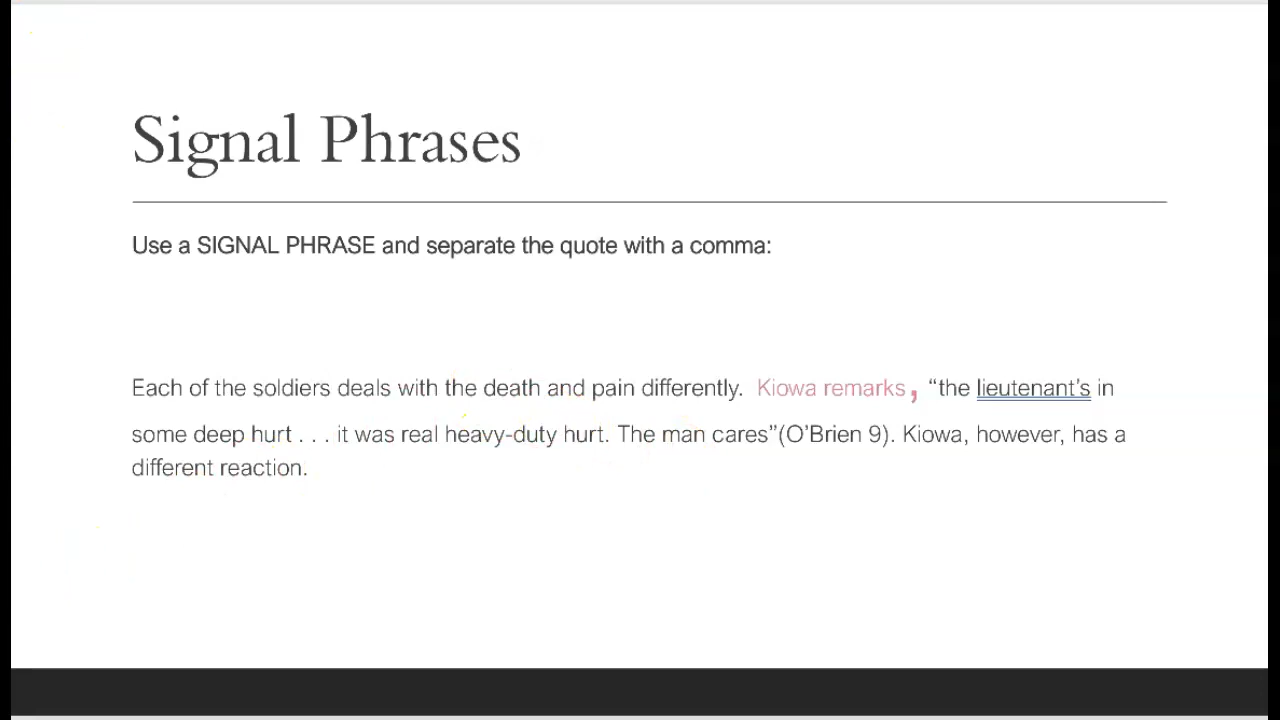 Signal Phrases
Use a SIGNAL PHRASE and separate the quote with a comma:
Each of the soldiers deals with the death and pain differently.  Kiowa remarks, “the lieutenant’s in
some deep hurt . . . it was real heavy-duty hurt. The man cares”(O’Brien 9). Kiowa, however, has a
different reaction.